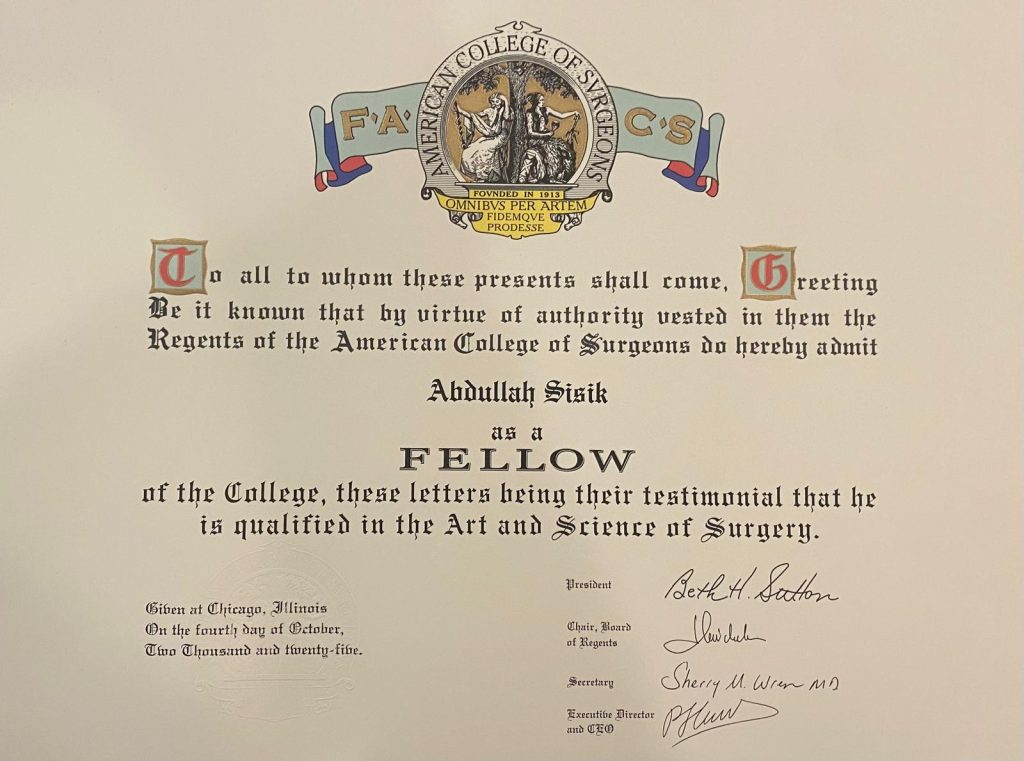 AMERICAN COLLEGE OF SVRGEONS
F·A·C·S
FOUNDED IN 1913
OMNIBVS PER ARTEM
FIDEMQVE
PRODESSE
To all to whom these presents shall come, Greeting
Be it known that by virtue of authority vested in them the
Regents of the American College of Surgeons do hereby admit
Abdullah Sisik
as a
FELLOW
of the College, these letters being their testimonial that he
is qualified in the Art and Science of Surgery.
Given at Chicago, Illinois
On the fourth day of October,
Two Thousand and twenty-five.
President
Beth H. Sutton
Chair, Board
of Regents
Secretary
Sherry M. Wren MD
Executive Director
and CEO